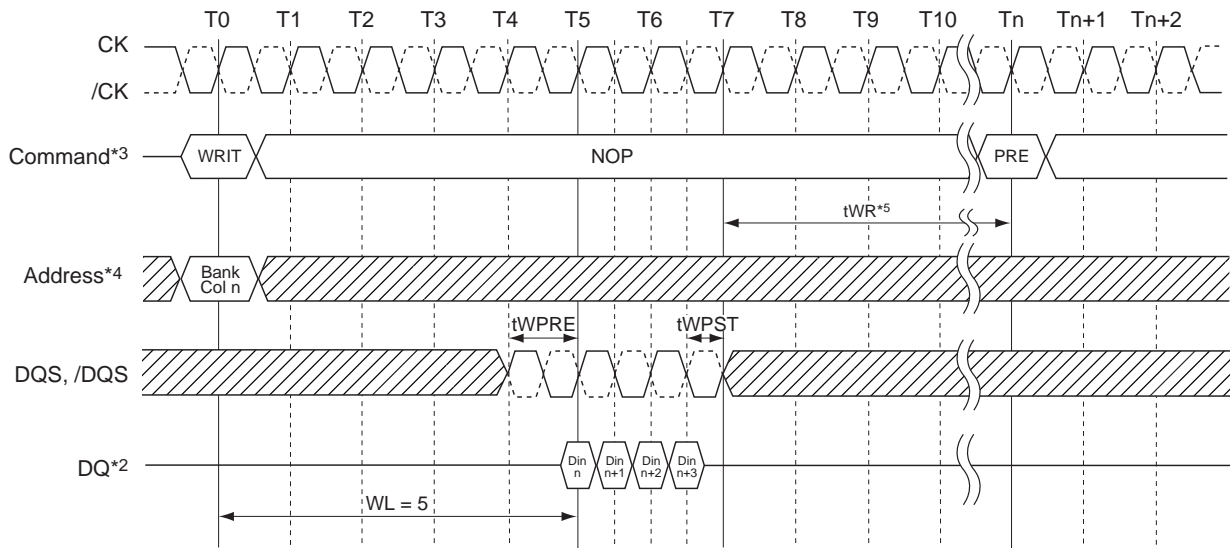 T0 T1 T2 T3 T4 T5 T6 T7 T8 T9 T10 Tn Tn+1 Tn+2
CK
/CK
Command*3 WRIT NOP PRE
tWR*5
Address*4 Bank
Col n
tWPRE tWPST
DQS, /DQS
DQ*2 Din
n Din
n+1 Din
n+2 Din
n+3
WL = 5